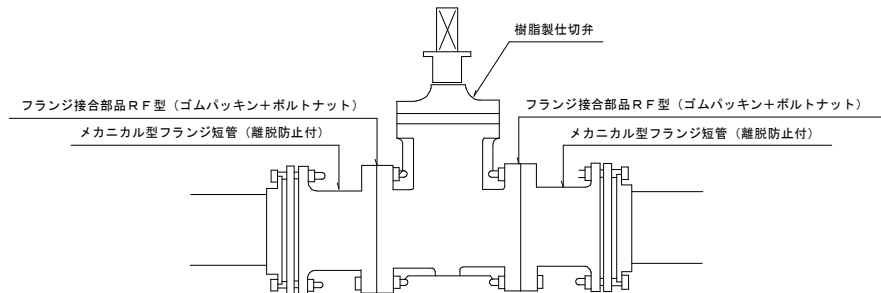 樹脂製仕切弁
フランジ接合部品ＲＦ型（ゴムパッキン＋ボルトナット）
フランジ接合部品ＲＦ型（ゴムパッキン＋ボルトナット）
メカニカル型フランジ短管（離脱防止付）
メカニカル型フランジ短管（離脱防止付）